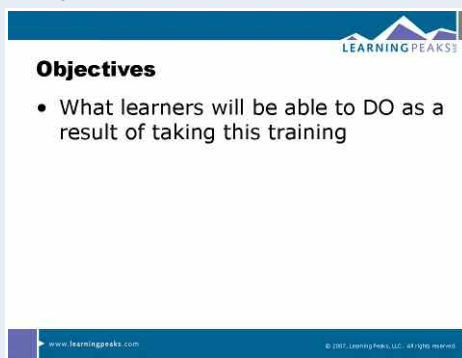 LEARNINGPEAKS
Objectives
• What learners will be able to DO as a
result of taking this training
www.learningpeaks.com
© 2007, Learning Peaks, LLC. All rights reserved.